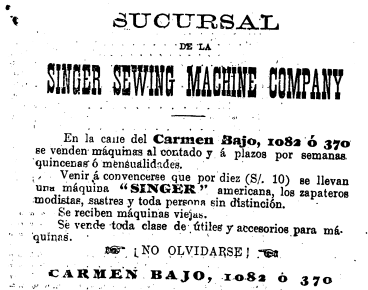 SUCURSAL
DE LA
SINGER SEWING MACHINE COMPANY
En la calle del Carmen Bajo, 1082 ó 370
se venden máquinas al contado y á plazos por semanas
quincenas ó mensualidades.
Venir á convencerse que por diez (S/. 10) se llevan
una máquina "SINGER" americana, los zapateros
modistas, sastres y toda persona sin distinción.
Se reciben máquinas viejas.
Se vende toda clase de útiles y accesorios para má-
quinas.
¡NO OLVIDARSE!
CARMEN BAJO, 1082 ó 370